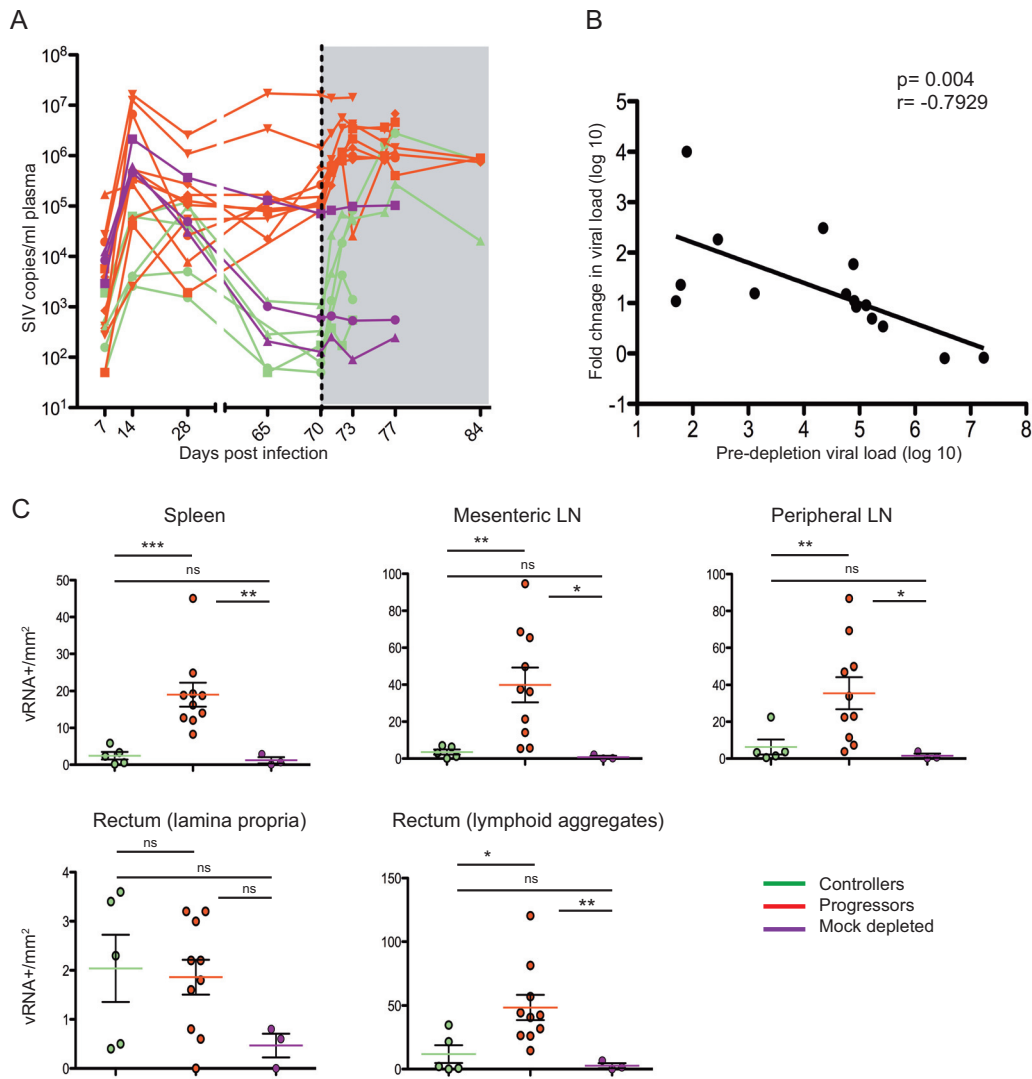 A
10^8
10^7
10^6
10^5
10^4
10^3
10^2
10^1
SIV copies/ml plasma
7 14 28 65 70 73 77 84
Days post infection
B
p= 0.004
r= -0.7929
5
4
3
2
1
0
-1
Fold chnage in viral load (log 10)
1 2 3 4 5 6 7 8
Pre-depletion viral load (log 10)
C
Spleen
***
ns
**
50
40
30
20
10
0
vRNA+/mm²
Mesenteric LN
**
ns
*
100
80
60
40
20
0
Peripheral LN
**
ns
*
100
80
60
40
20
0
Rectum (lamina propria)
ns
ns
ns
4
3
2
1
0
vRNA+/mm²
Rectum (lymphoid aggregates)
*
ns
**
150
100
50
0
Controllers
Progressors
Mock depleted